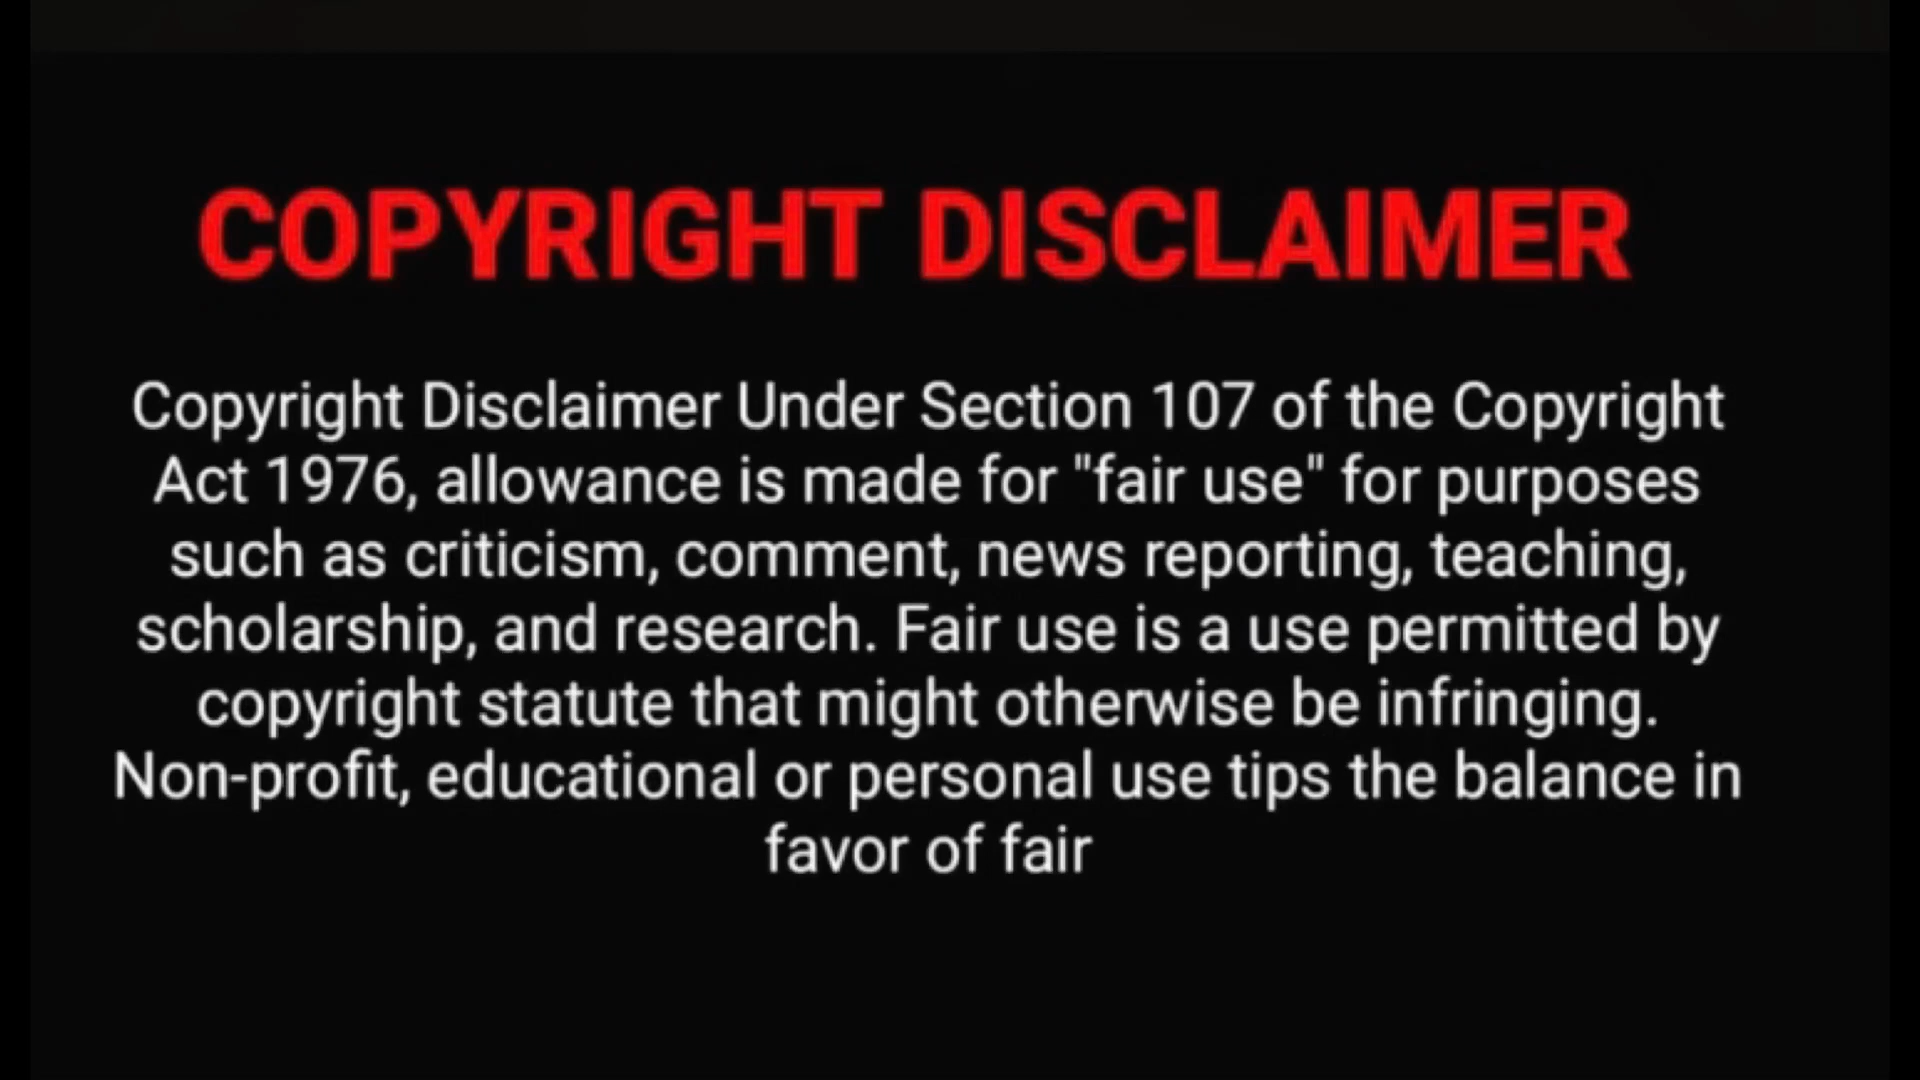 COPYRIGHT DISCLAIMER
Copyright Disclaimer Under Section 107 of the Copyright
Act 1976, allowance is made for "fair use" for purposes
such as criticism, comment, news reporting, teaching,
scholarship, and research. Fair use is a use permitted by
copyright statute that might otherwise be infringing.
Non-profit, educational or personal use tips the balance in
favor of fair